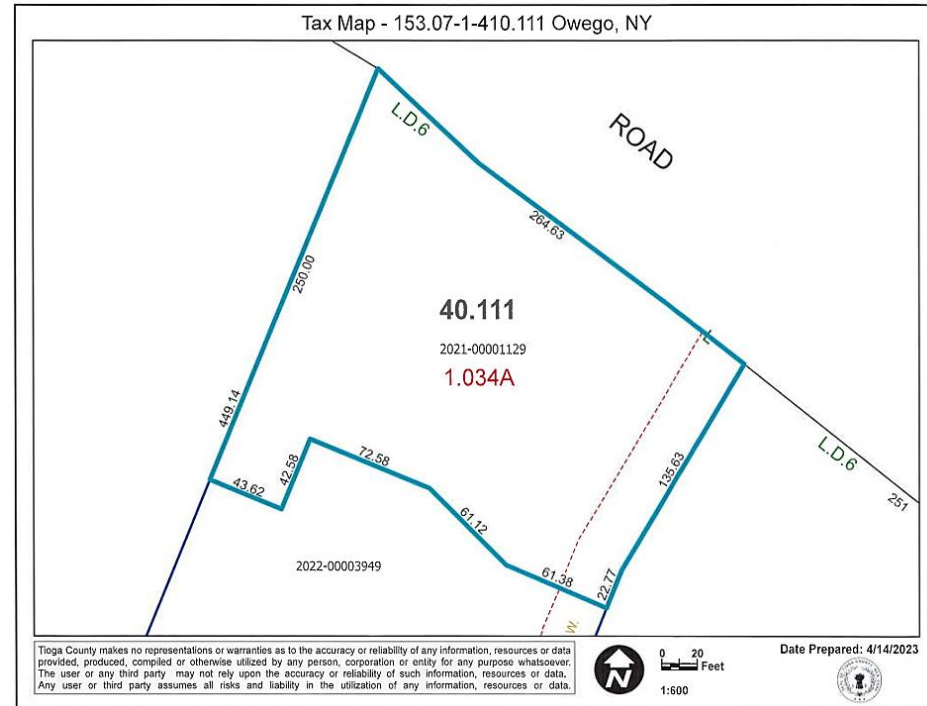 Tax Map - 153.07-1-410.111 Owego, NY
L.D.6
ROAD
264.63
250.00
40.111
2021-00001129
1.034A
449.14
L.D.6
135.63
251
43.62
42.58
72.58
61.12
61.38
22.77
2022-00003949
W.
Tioga County makes no representations or warranties as to the accuracy or reliability of any information, resources or data
provided, produced, compiled or otherwise utilized by any person, corporation or entity for any purpose whatsoever.
The user or any third party may not rely upon the accuracy or reliability of such information, resources or data.
Any user or third party assumes all risks and liability in the utilization of any information, resources or data.
N
0 20
Feet
1:600
Date Prepared: 4/14/2023